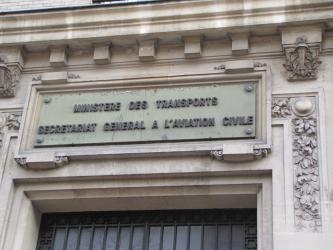 MINISTERE DES TRANSPORTS
SECRETARIAT GENERAL A L'AVIATION CIVILE